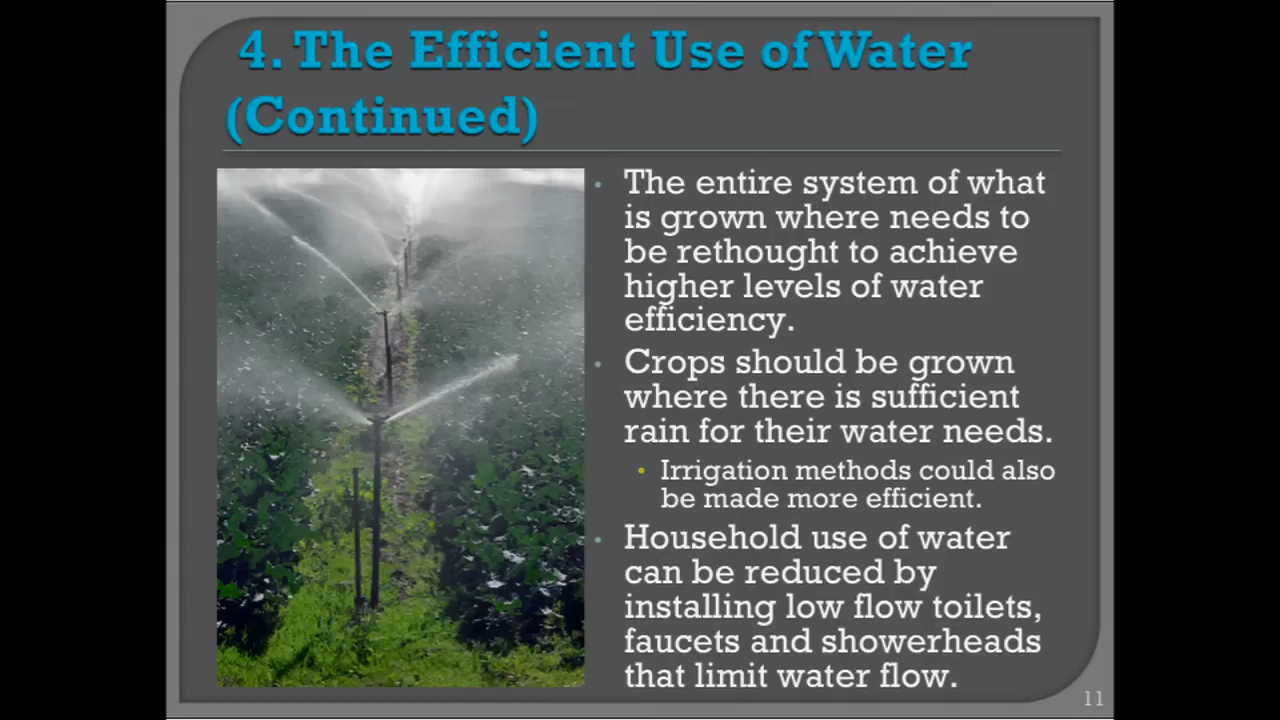 4. The Efficient Use of Water
(Continued)
• The entire system of what
is grown where needs to
be rethought to achieve
higher levels of water
efficiency.
• Crops should be grown
where there is sufficient
rain for their water needs.
• Irrigation methods could also
be made more efficient.
• Household use of water
can be reduced by
installing low flow toilets,
faucets and showerheads
that limit water flow.
11